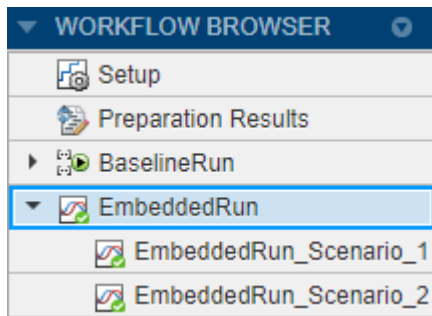 WORKFLOW BROWSER
Setup
Preparation Results
BaselineRun
EmbeddedRun
EmbeddedRun_Scenario_1
EmbeddedRun_Scenario_2